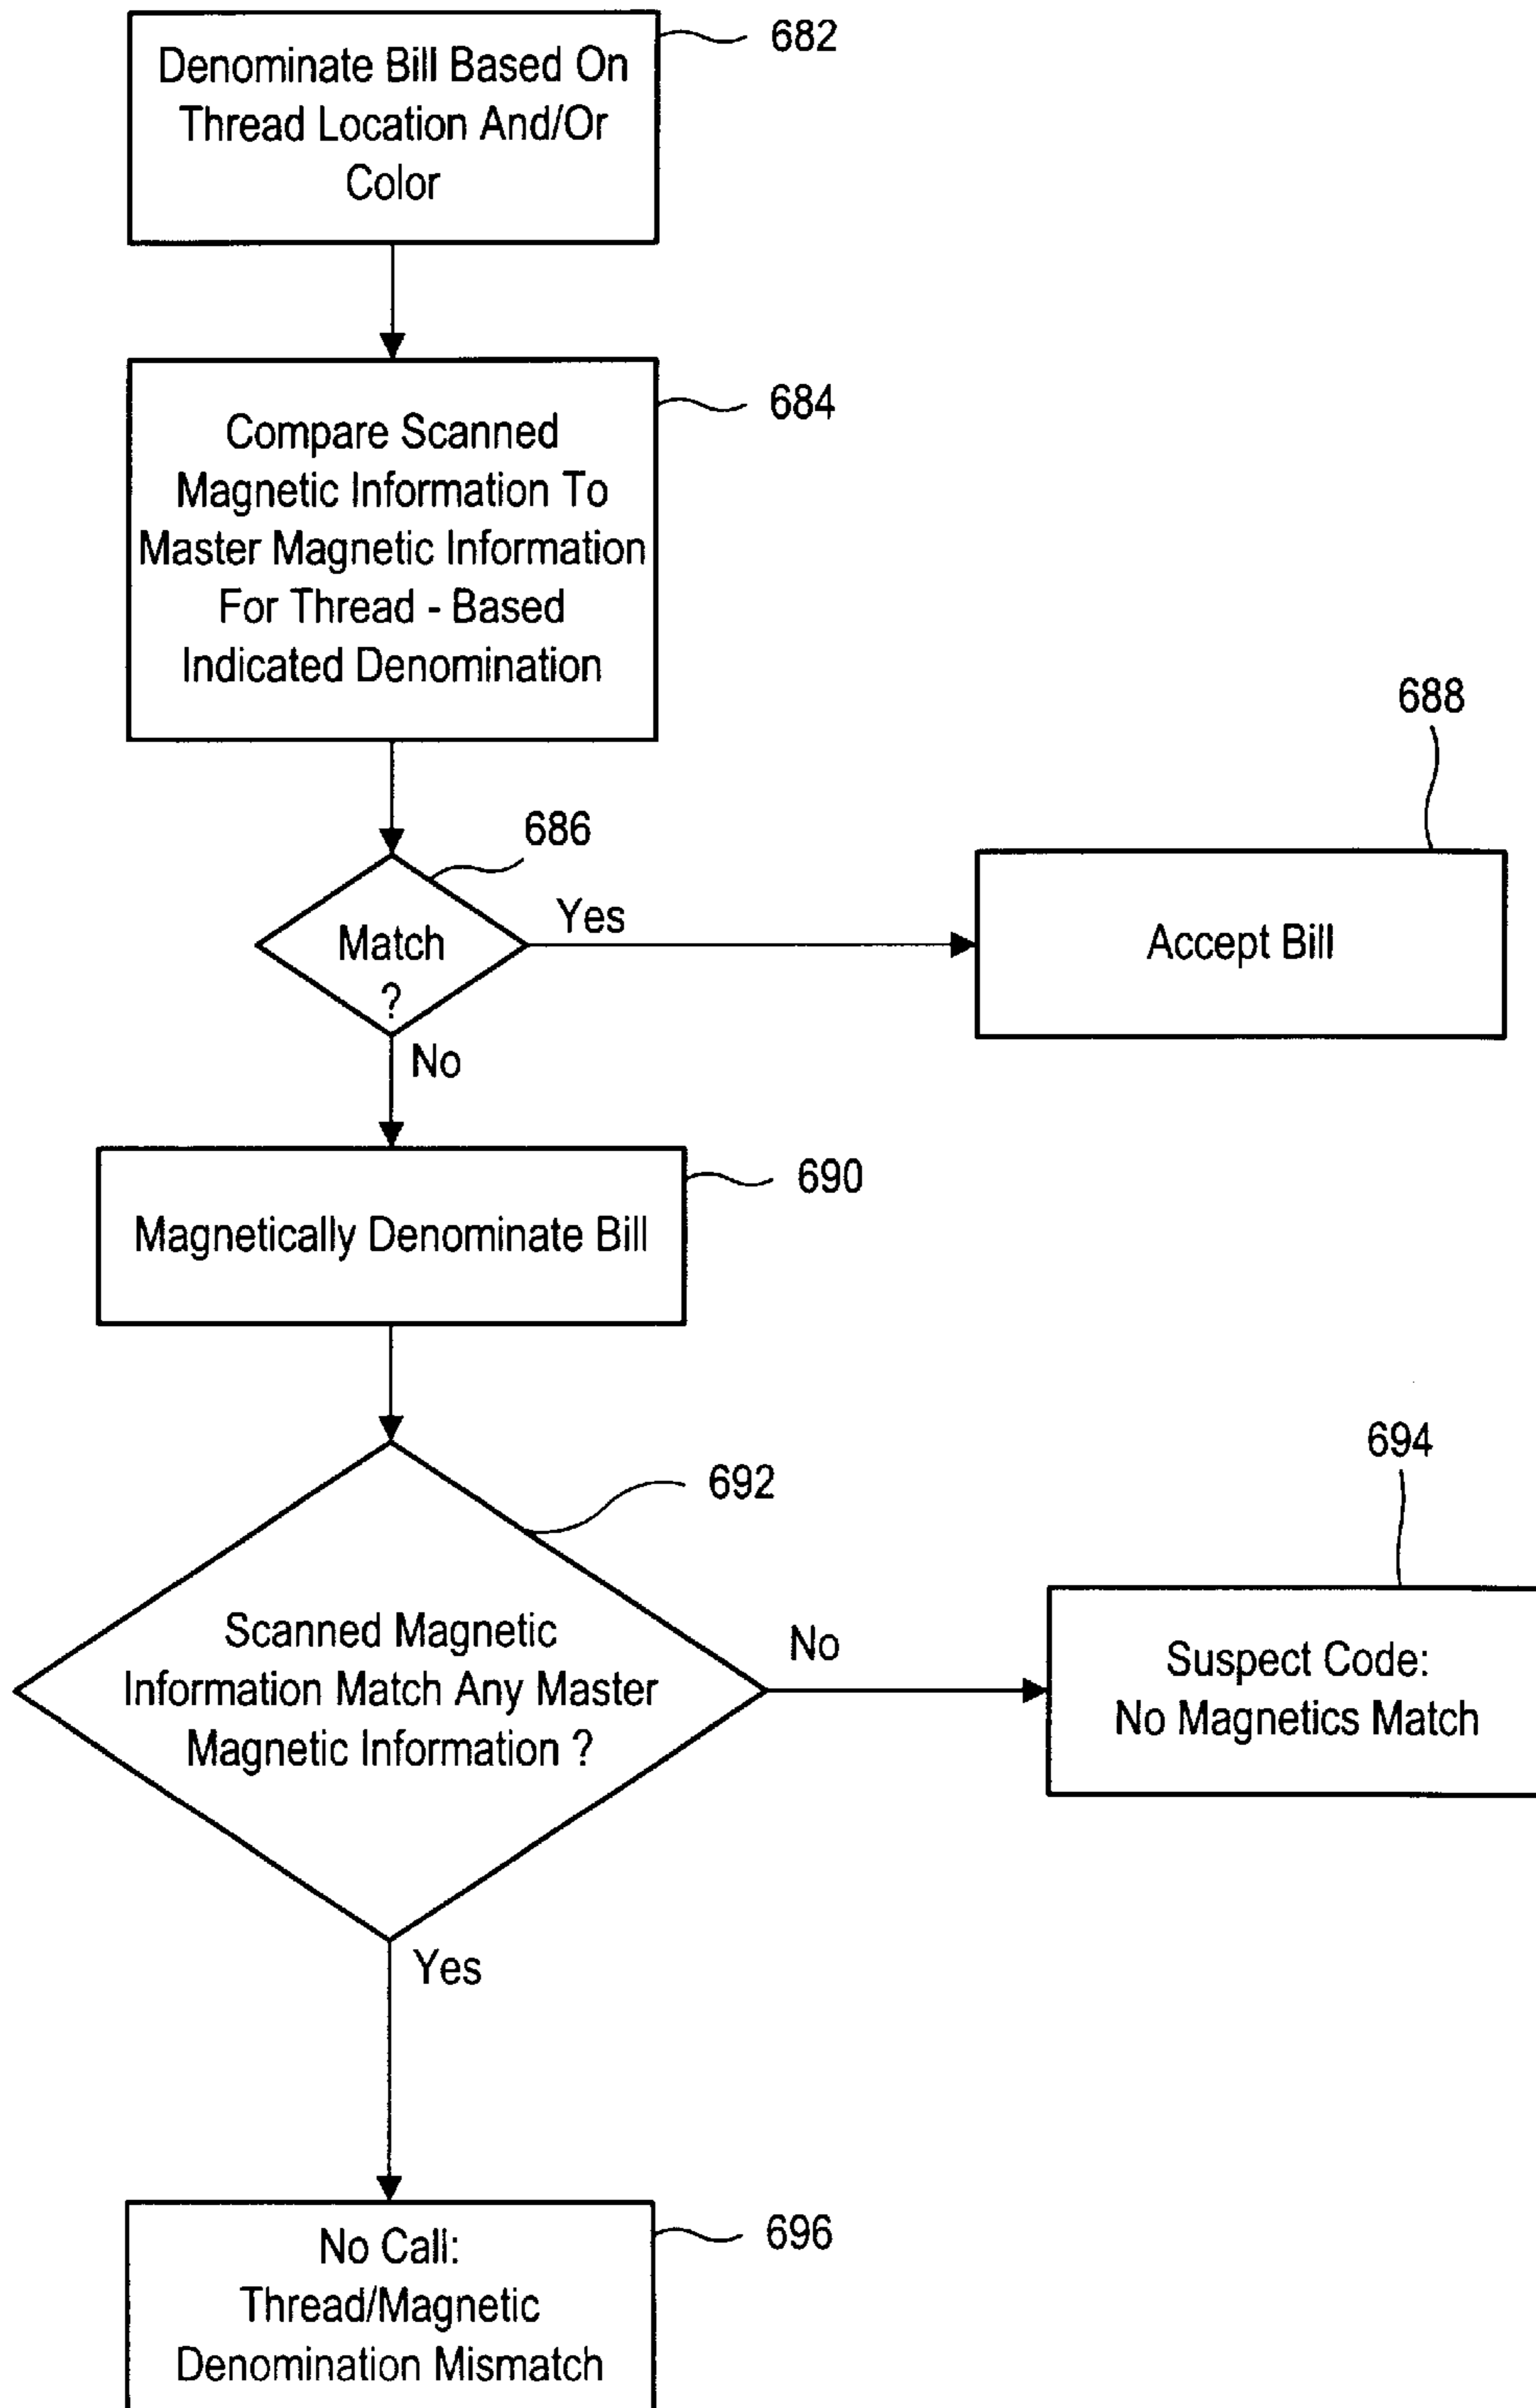 Denominate Bill Based On
Thread Location And/Or
Color
682
Compare Scanned
Magnetic Information To
Master Magnetic Information
For Thread - Based
Indicated Denomination
684
686
Match
?
Yes
No
688
Accept Bill
Magnetically Denominate Bill
690
692
Scanned Magnetic
Information Match Any Master
Magnetic Information ?
No
Yes
694
Suspect Code:
No Magnetics Match
No Call:
Thread/Magnetic
Denomination Mismatch
696